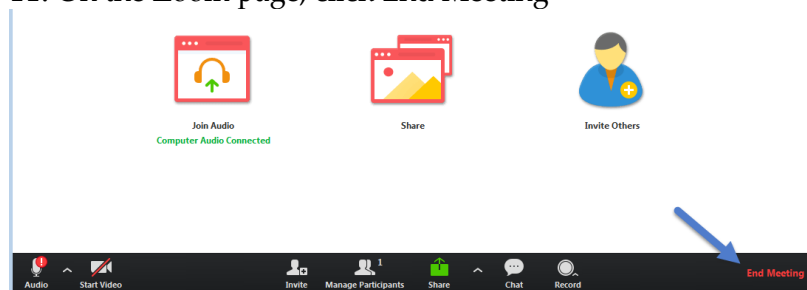 On the Zoom page, click End Meeting
Join Audio
Computer Audio Connected
Share
Invite Others
!
1
Audio
Start Video
Invite
Manage Participants
Share
Chat
Record
End Meeting